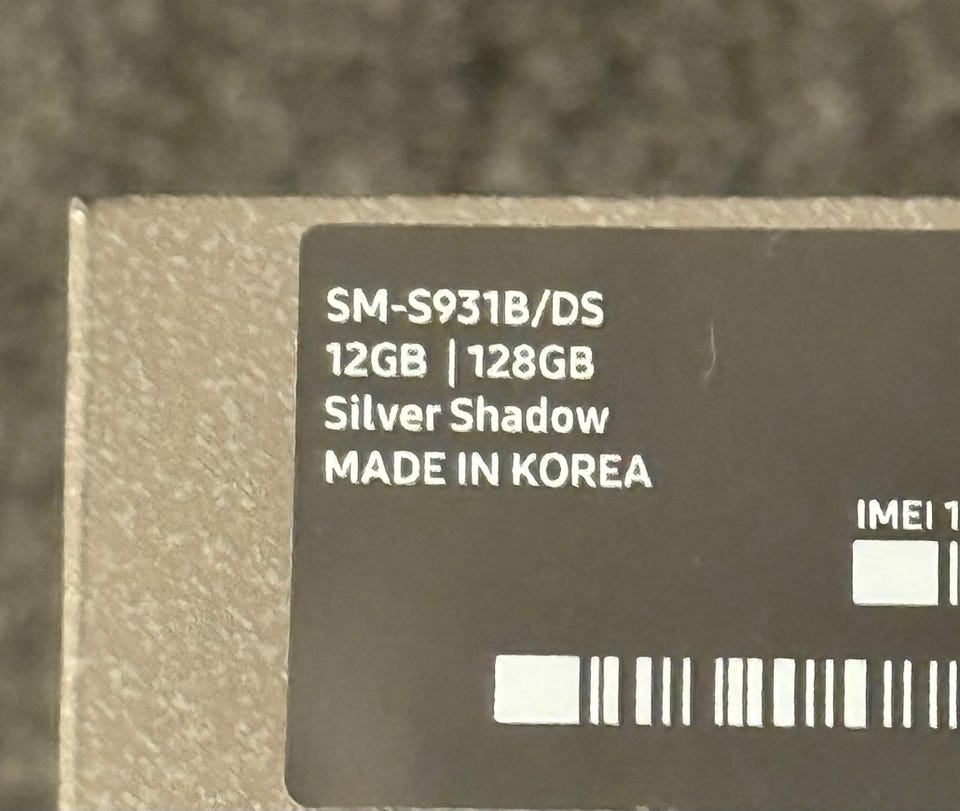 SM-S931B/DS
12GB | 128GB
Silver Shadow
MADE IN KOREA
IMEI 1